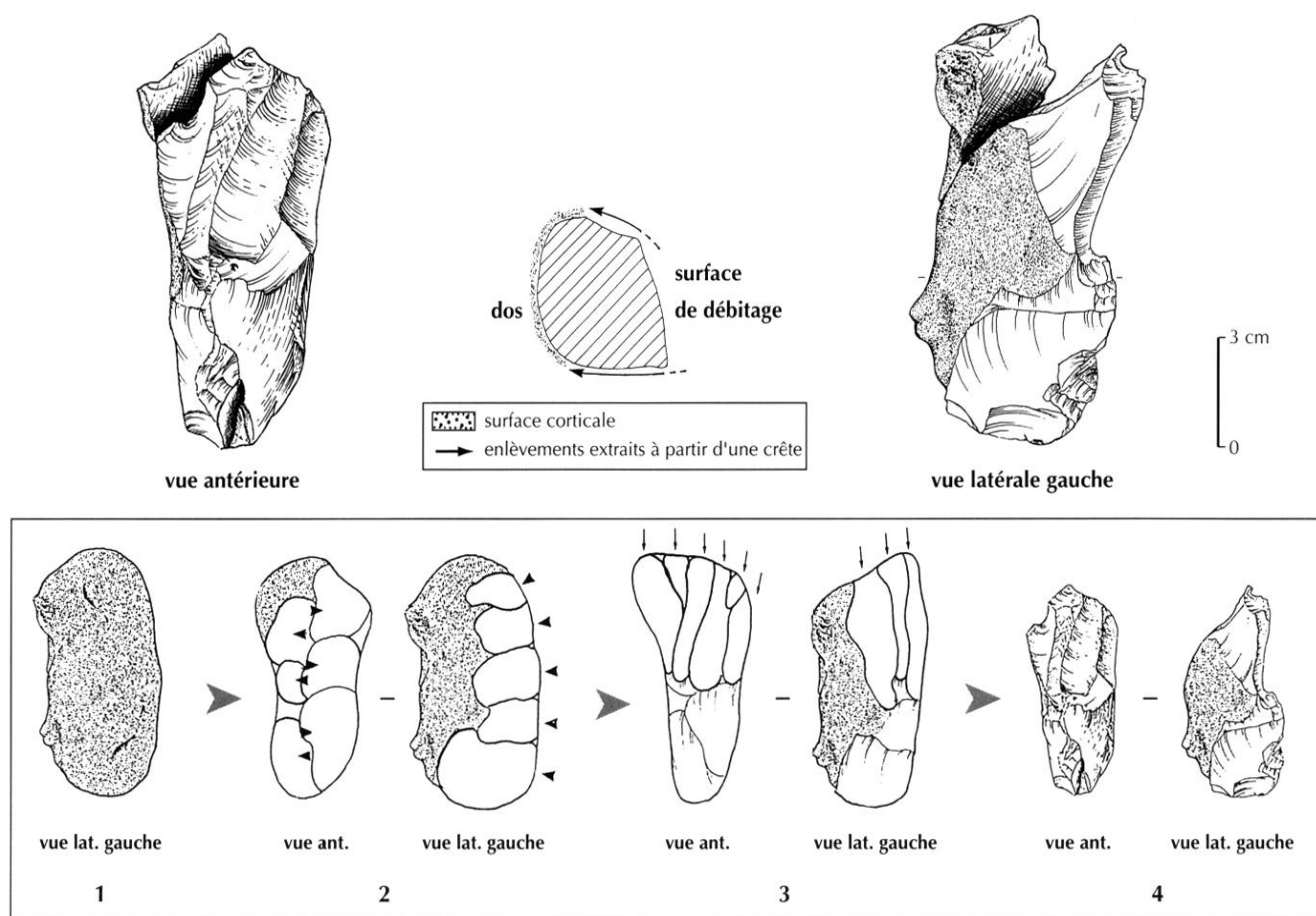 dos
surface
de débitage
surface corticale
enlèvements extraits à partir d'une crête
3 cm
0
vue antérieure
vue latérale gauche
vue lat. gauche
vue ant.
vue lat. gauche
vue ant.
vue lat. gauche
vue ant.
vue lat. gauche
1
2
3
4